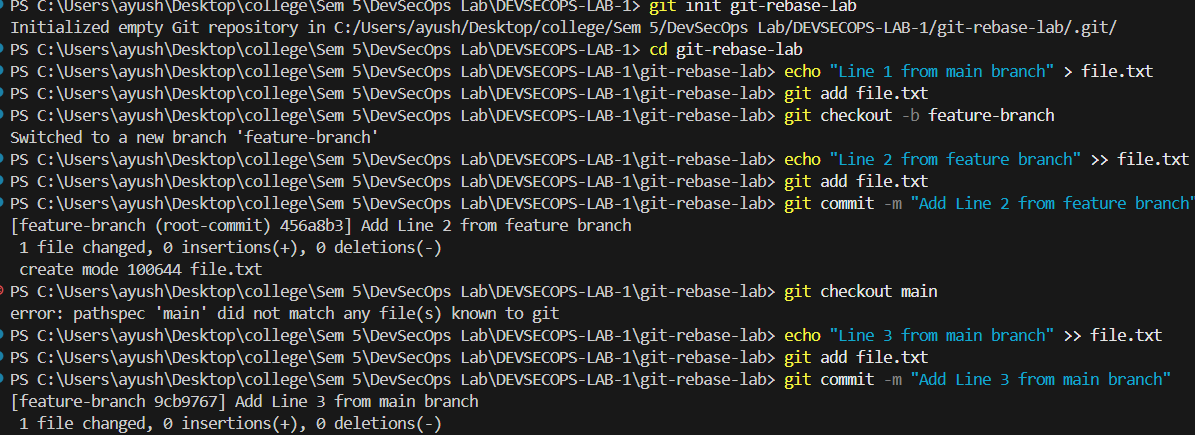 PS C:\Users\ayush\Desktop\college\Sem 5\DevSecOps Lab\DEVSECOPS-LAB-1> git init git-rebase-lab
Initialized empty Git repository in C:/Users/ayush/Desktop/college/Sem 5/DevSecOps Lab/DEVSECOPS-LAB-1/git-rebase-lab/.git/
PS C:\Users\ayush\Desktop\college\Sem 5\DevSecOps Lab\DEVSECOPS-LAB-1> cd git-rebase-lab
PS C:\Users\ayush\Desktop\college\Sem 5\DevSecOps Lab\DEVSECOPS-LAB-1\git-rebase-lab> echo "Line 1 from main branch" > file.txt
PS C:\Users\ayush\Desktop\college\Sem 5\DevSecOps Lab\DEVSECOPS-LAB-1\git-rebase-lab> git add file.txt
PS C:\Users\ayush\Desktop\college\Sem 5\DevSecOps Lab\DEVSECOPS-LAB-1\git-rebase-lab> git checkout -b feature-branch
Switched to a new branch 'feature-branch'
PS C:\Users\ayush\Desktop\college\Sem 5\DevSecOps Lab\DEVSECOPS-LAB-1\git-rebase-lab> echo "Line 2 from feature branch" >> file.txt
PS C:\Users\ayush\Desktop\college\Sem 5\DevSecOps Lab\DEVSECOPS-LAB-1\git-rebase-lab> git add file.txt
PS C:\Users\ayush\Desktop\college\Sem 5\DevSecOps Lab\DEVSECOPS-LAB-1\git-rebase-lab> git commit -m "Add Line 2 from feature branch"
[feature-branch (root-commit) 456a8b3] Add Line 2 from feature branch
 1 file changed, 0 insertions(+), 0 deletions(-)
 create mode 100644 file.txt
PS C:\Users\ayush\Desktop\college\Sem 5\DevSecOps Lab\DEVSECOPS-LAB-1\git-rebase-lab> git checkout main
error: pathspec 'main' did not match any file(s) known to git
PS C:\Users\ayush\Desktop\college\Sem 5\DevSecOps Lab\DEVSECOPS-LAB-1\git-rebase-lab> echo "Line 3 from main branch" >> file.txt
PS C:\Users\ayush\Desktop\college\Sem 5\DevSecOps Lab\DEVSECOPS-LAB-1\git-rebase-lab> git add file.txt
PS C:\Users\ayush\Desktop\college\Sem 5\DevSecOps Lab\DEVSECOPS-LAB-1\git-rebase-lab> git commit -m "Add Line 3 from main branch"
[feature-branch 9cb9767] Add Line 3 from main branch
 1 file changed, 0 insertions(+), 0 deletions(-)